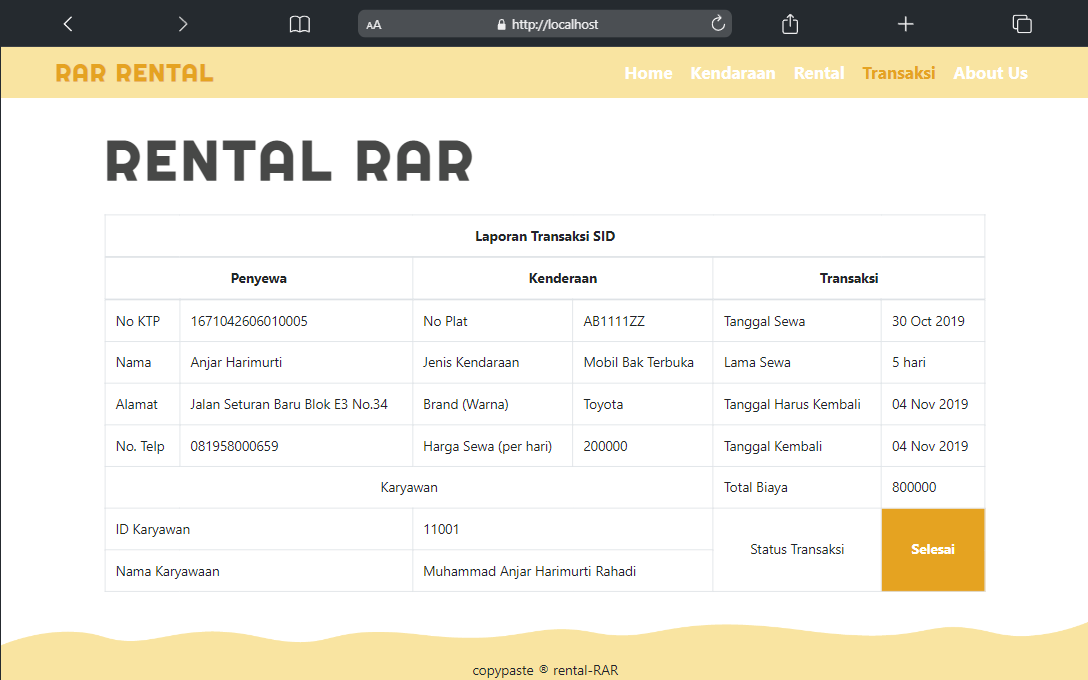 AA http://localhost
RAR RENTAL Home Kendaraan Rental Transaksi About Us
RENTAL RAR
Laporan Transaksi SID
Penyewa Kenderaan Transaksi
No KTP 1671042606010005 No Plat AB1111ZZ Tanggal Sewa 30 Oct 2019
Nama Anjar Harimurti Jenis Kendaraan Mobil Bak Terbuka Lama Sewa 5 hari
Alamat Jalan Seturan Baru Blok E3 No.34 Brand (Warna) Toyota Tanggal Harus Kembali 04 Nov 2019
No. Telp 081958000659 Harga Sewa (per hari) 200000 Tanggal Kembali 04 Nov 2019
Karyawan Total Biaya 800000
ID Karyawan 11001
Status Transaksi Selesai
Nama Karyawaan Muhammad Anjar Harimurti Rahadi
copypaste ® rental-RAR